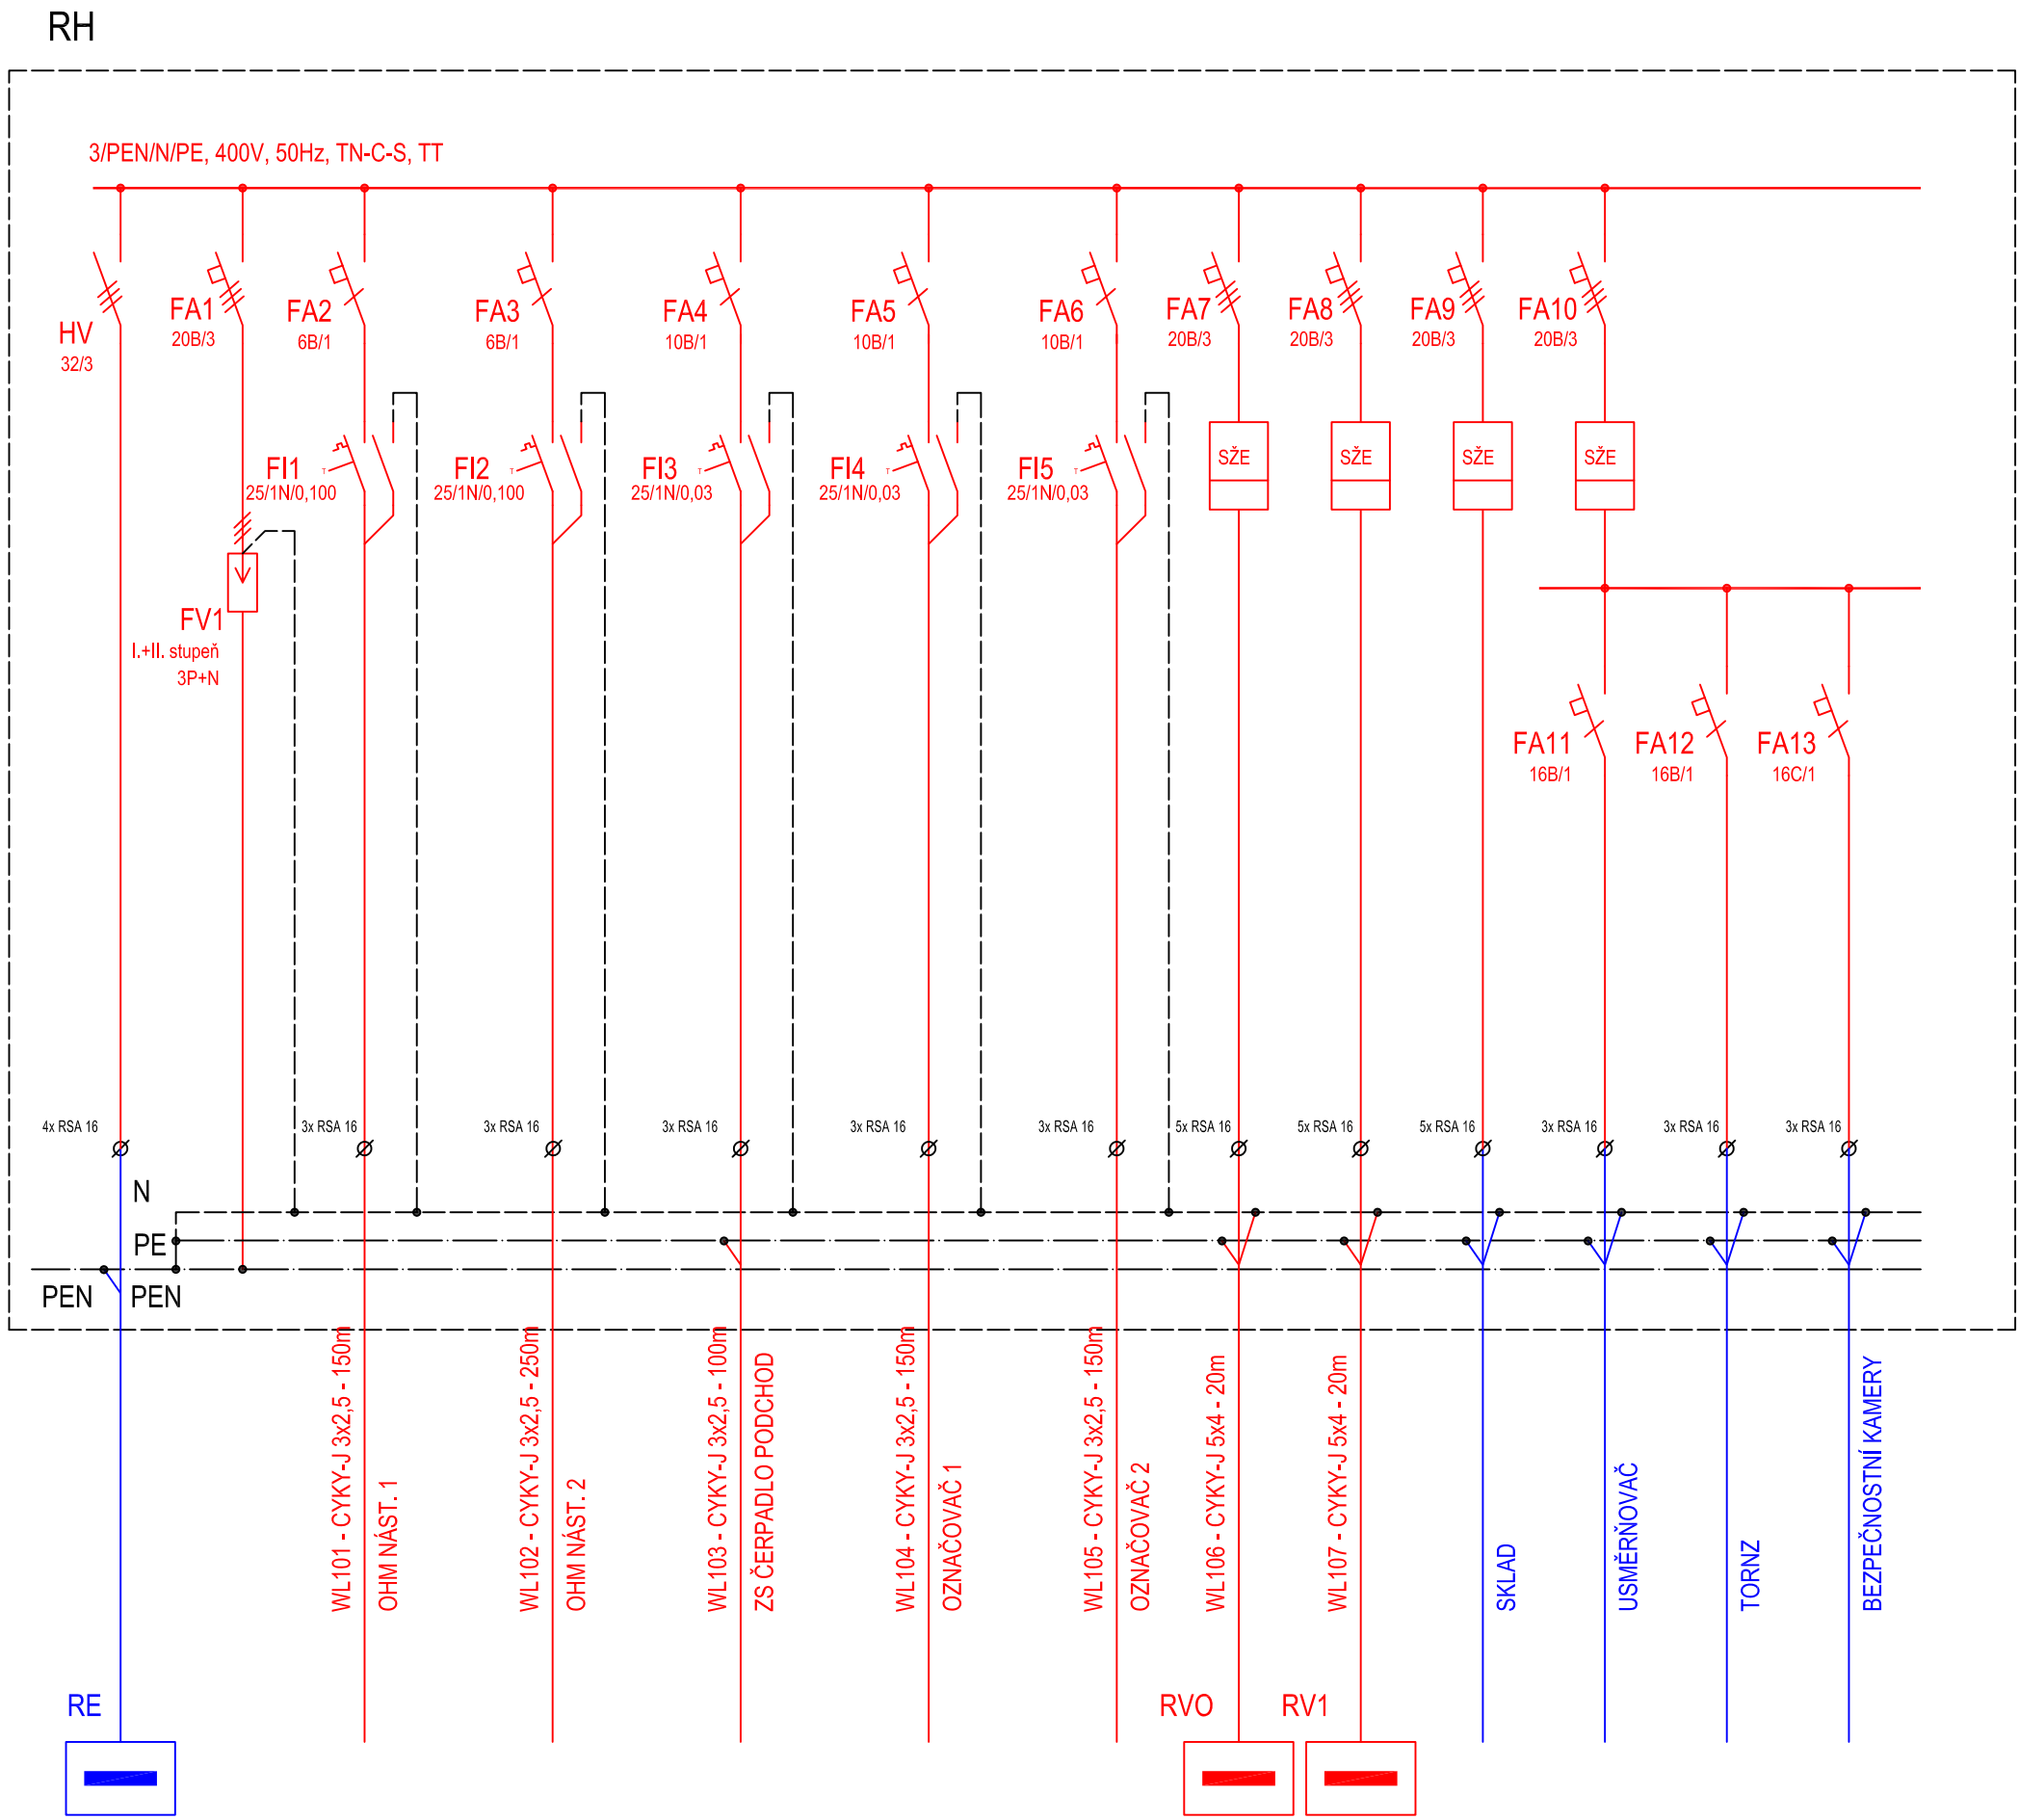 RH
3/PEN/N/PE, 400V, 50Hz, TN-C-S, TT
HV
32/3
FA1
20B/3
FA2
6B/1
FA3
6B/1
FA4
10B/1
FA5
10B/1
FA6
10B/1
FA7
20B/3
FA8
20B/3
FA9
20B/3
FA10
20B/3
FI1
25/1N/0,100
T
FI2
25/1N/0,100
T
FI3
25/1N/0,03
T
FI4
25/1N/0,03
T
FI5
25/1N/0,03
T
SŽE
SŽE
SŽE
SŽE
FV1
I.+II. stupeň
3P+N
FA11
16B/1
FA12
16B/1
FA13
16C/1
4x RSA 16
3x RSA 16
3x RSA 16
3x RSA 16
3x RSA 16
3x RSA 16
5x RSA 16
5x RSA 16
5x RSA 16
3x RSA 16
3x RSA 16
3x RSA 16
N
PE
PEN
PEN
WL101 - CYKY-J 3x2,5 - 150m
OHM NÁST. 1
WL102 - CYKY-J 3x2,5 - 250m
OHM NÁST. 2
WL103 - CYKY-J 3x2,5 - 100m
ZS ČERPADLO PODCHOD
WL104 - CYKY-J 3x2,5 - 150m
OZNAČOVAČ 1
WL105 - CYKY-J 3x2,5 - 150m
OZNAČOVAČ 2
WL106 - CYKY-J 5x4 - 20m
WL107 - CYKY-J 5x4 - 20m
SKLAD
USMĚRŇOVAČ
TORNZ
BEZPEČNOSTNÍ KAMERY
RE
RVO
RV1